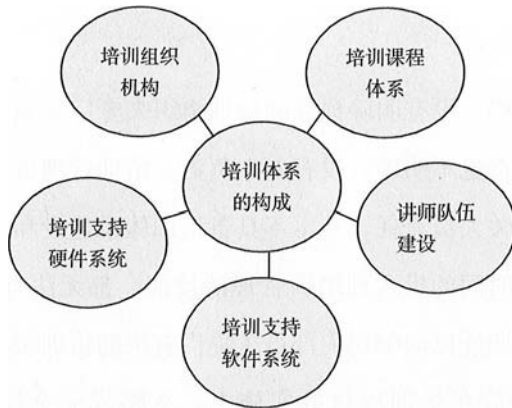 培训组织
机构
培训课程
体系
培训体系
的构成
培训支持
硬件系统
讲师队伍
建设
培训支持
软件系统